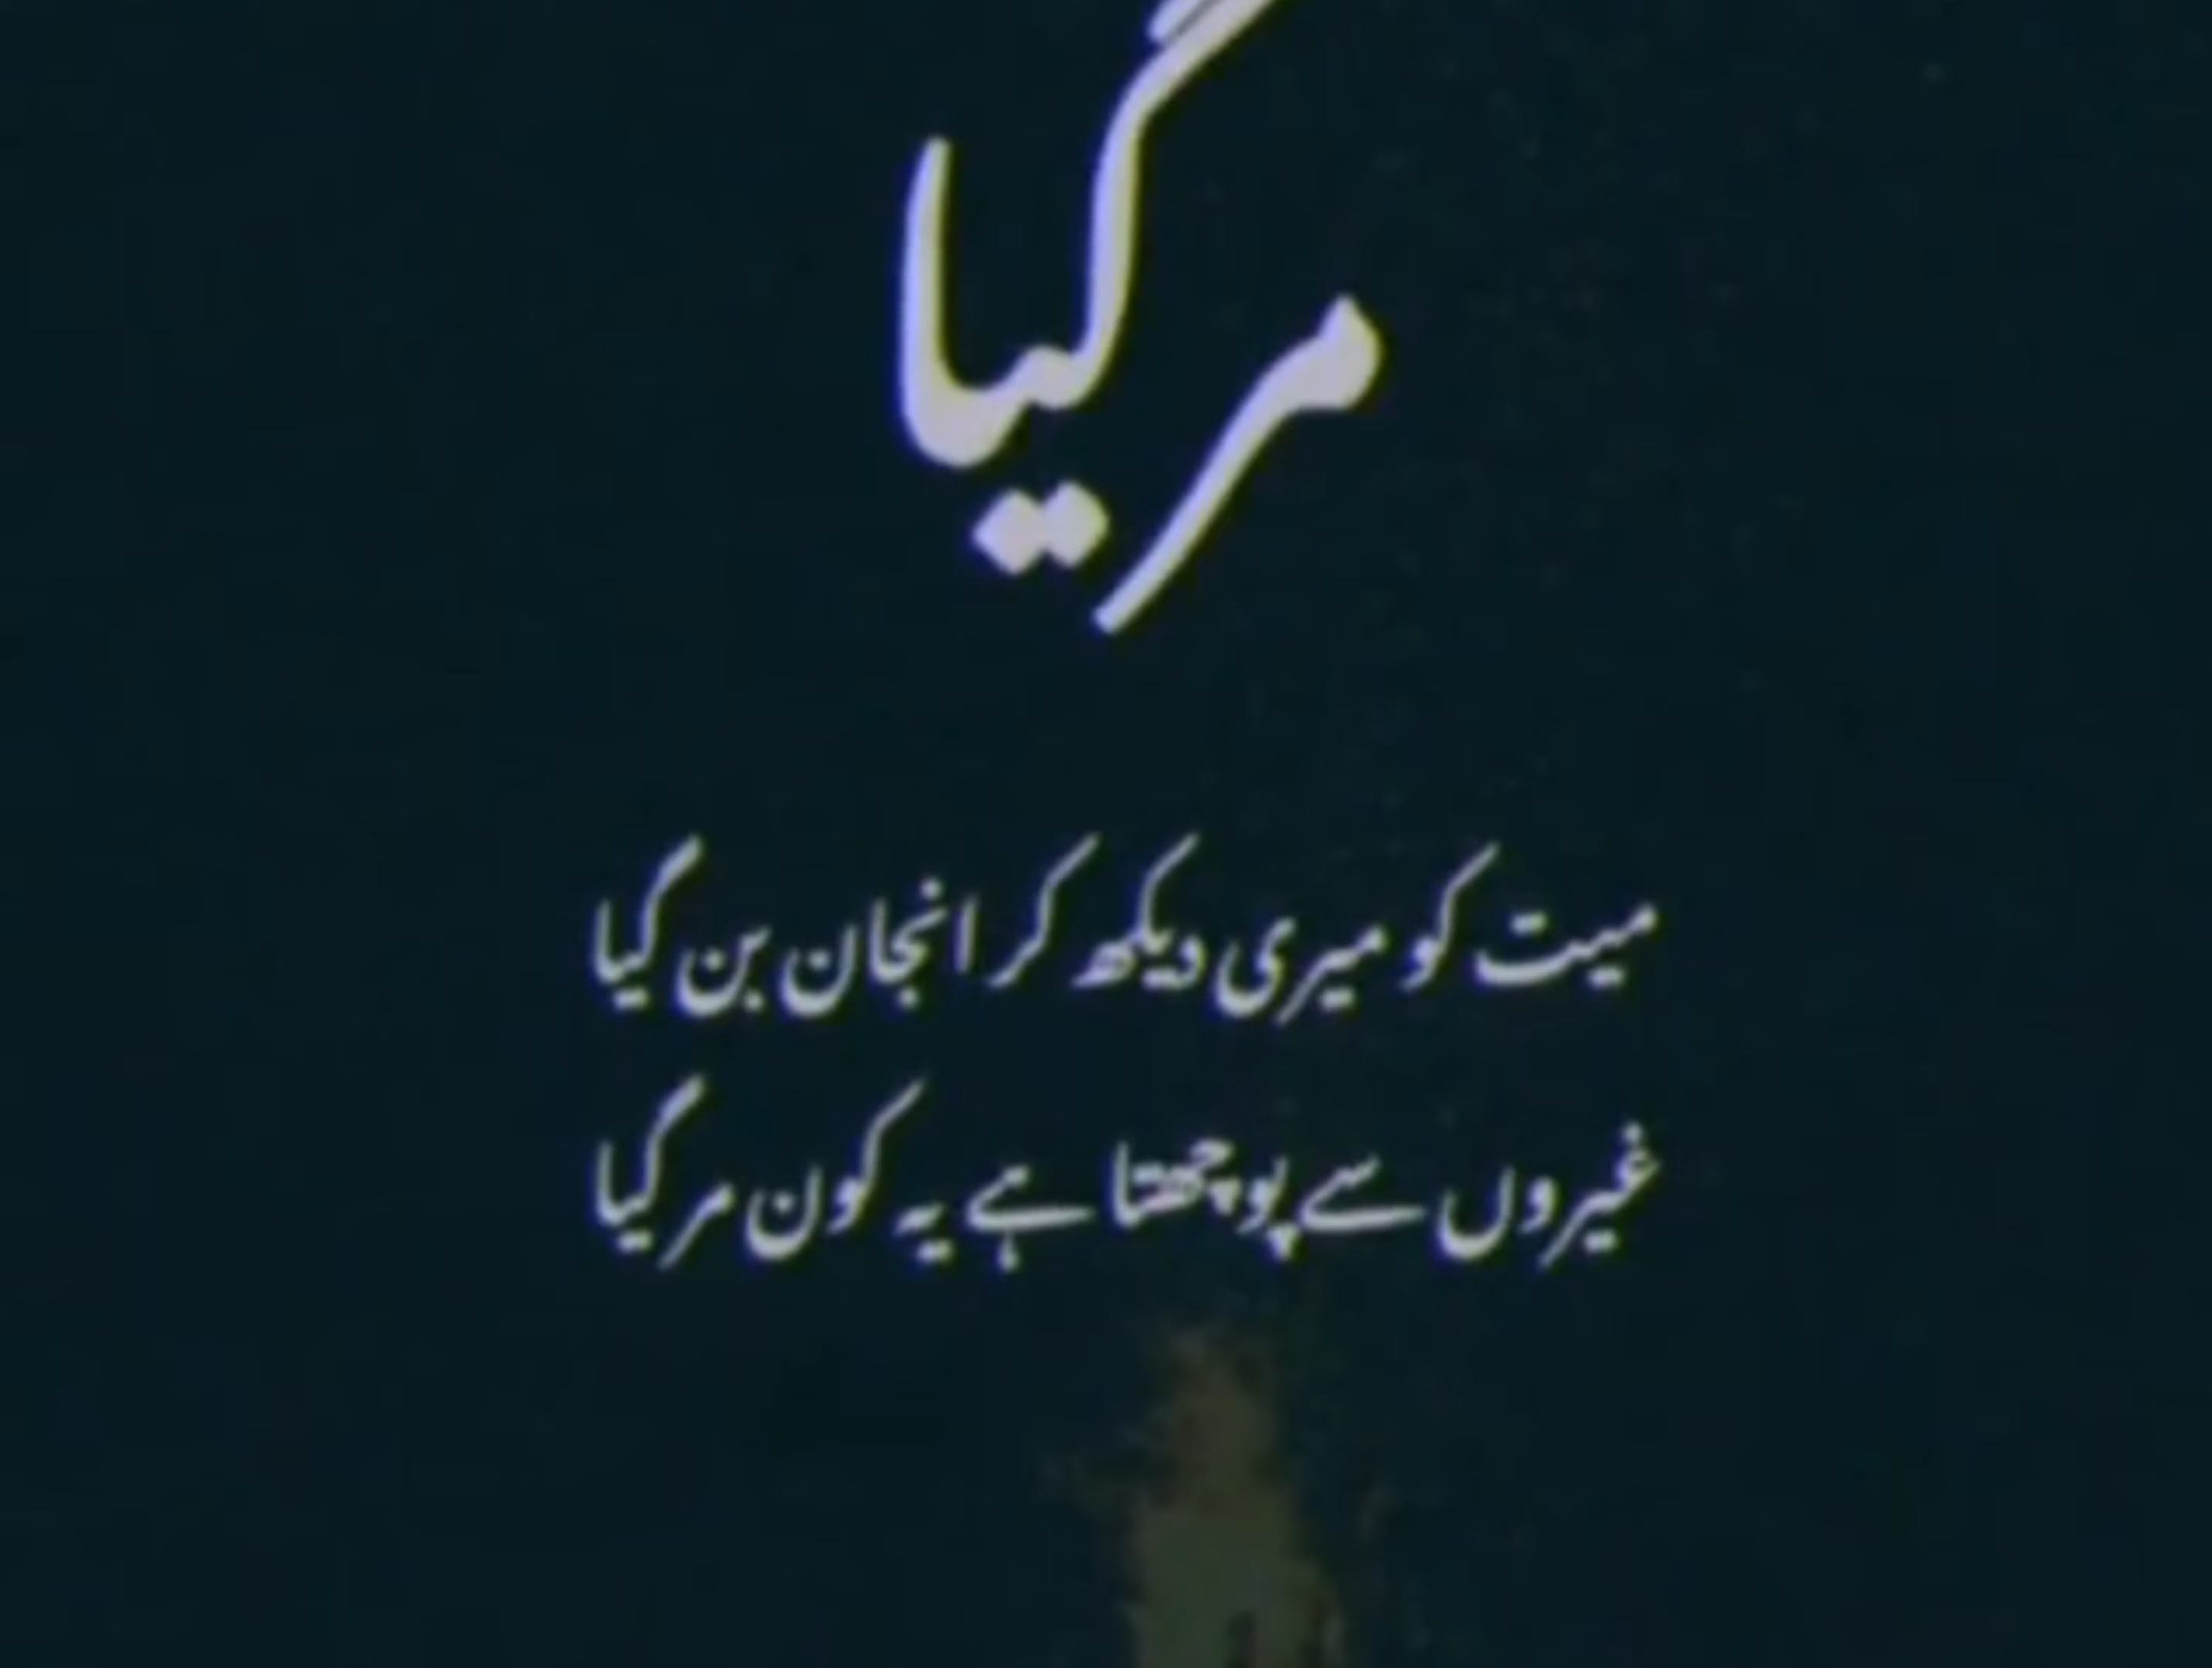 مر گیا
میت کو میری دیکھ کر انجان بن گیا
غیروں سے پوچھتا ہے یہ کون مر گیا